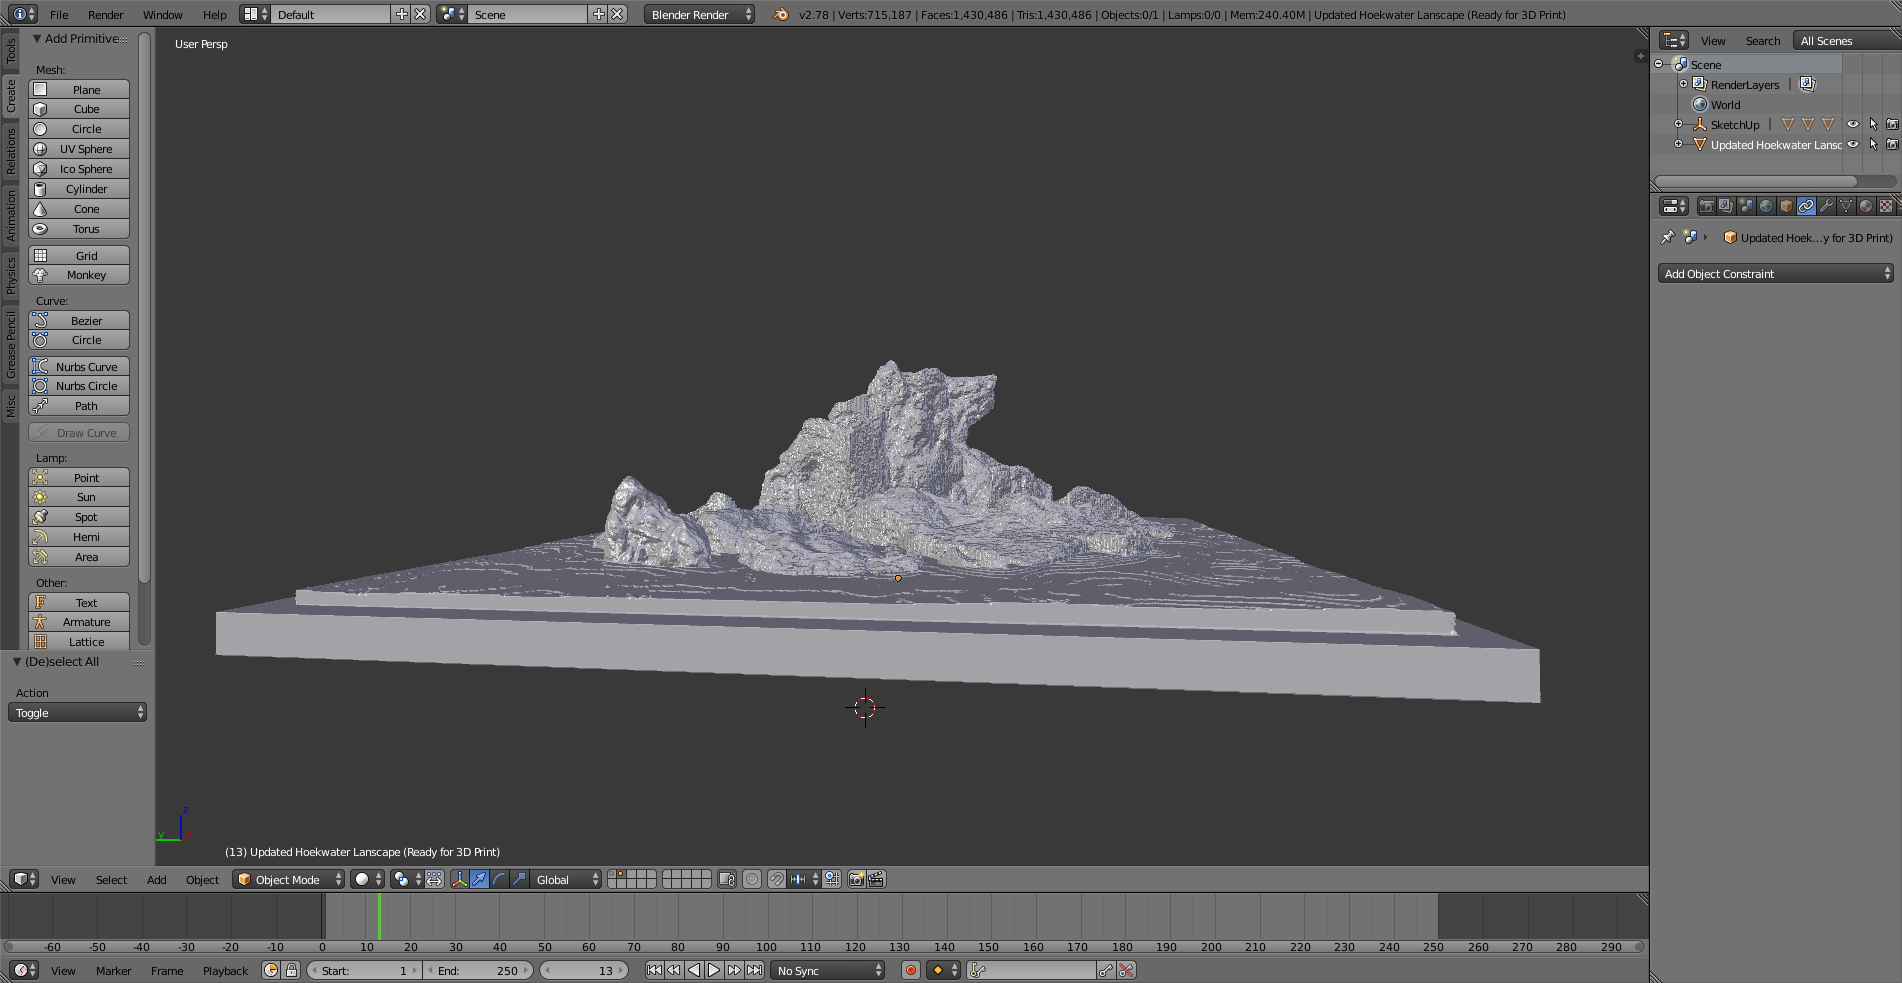 File Render Window Help Default Scene Blender Render v2.78 | Verts:715,187 | Faces:1,430,486 | Tris:1,430,486 | Objects:0/1 | Lamps:0/0 | Mem:240.40M | Updated Hoekwater Lanscape (Ready for 3D Print)
Add Primitive
User Persp
View Search All Scenes
Tools
Create
Relations
Animation
Physics
Grease Pencil
Misc
Mesh:
Plane
Cube
Circle
UV Sphere
Ico Sphere
Cylinder
Cone
Torus
Grid
Monkey
Curve:
Bezier
Circle
Nurbs Curve
Nurbs Circle
Path
Draw Curve
Lamp:
Point
Sun
Spot
Hemi
Area
Other:
Text
Armature
Lattice
(De)select All
Action
Toggle
Scene
RenderLayers |
World
SketchUp |
Updated Hoekwater Lansc
Updated Hoek...y for 3D Print)
Add Object Constraint
z
y x
(13) Updated Hoekwater Lanscape (Ready for 3D Print)
View Select Add Object Object Mode Global
-60 -50 -40 -30 -20 -10 0 10 20 30 40 50 60 70 80 90 100 110 120 130 140 150 160 170 180 190 200 210 220 230 240 250 260 270 280 290
View Marker Frame Playback Start: 1 End: 250 13 No Sync